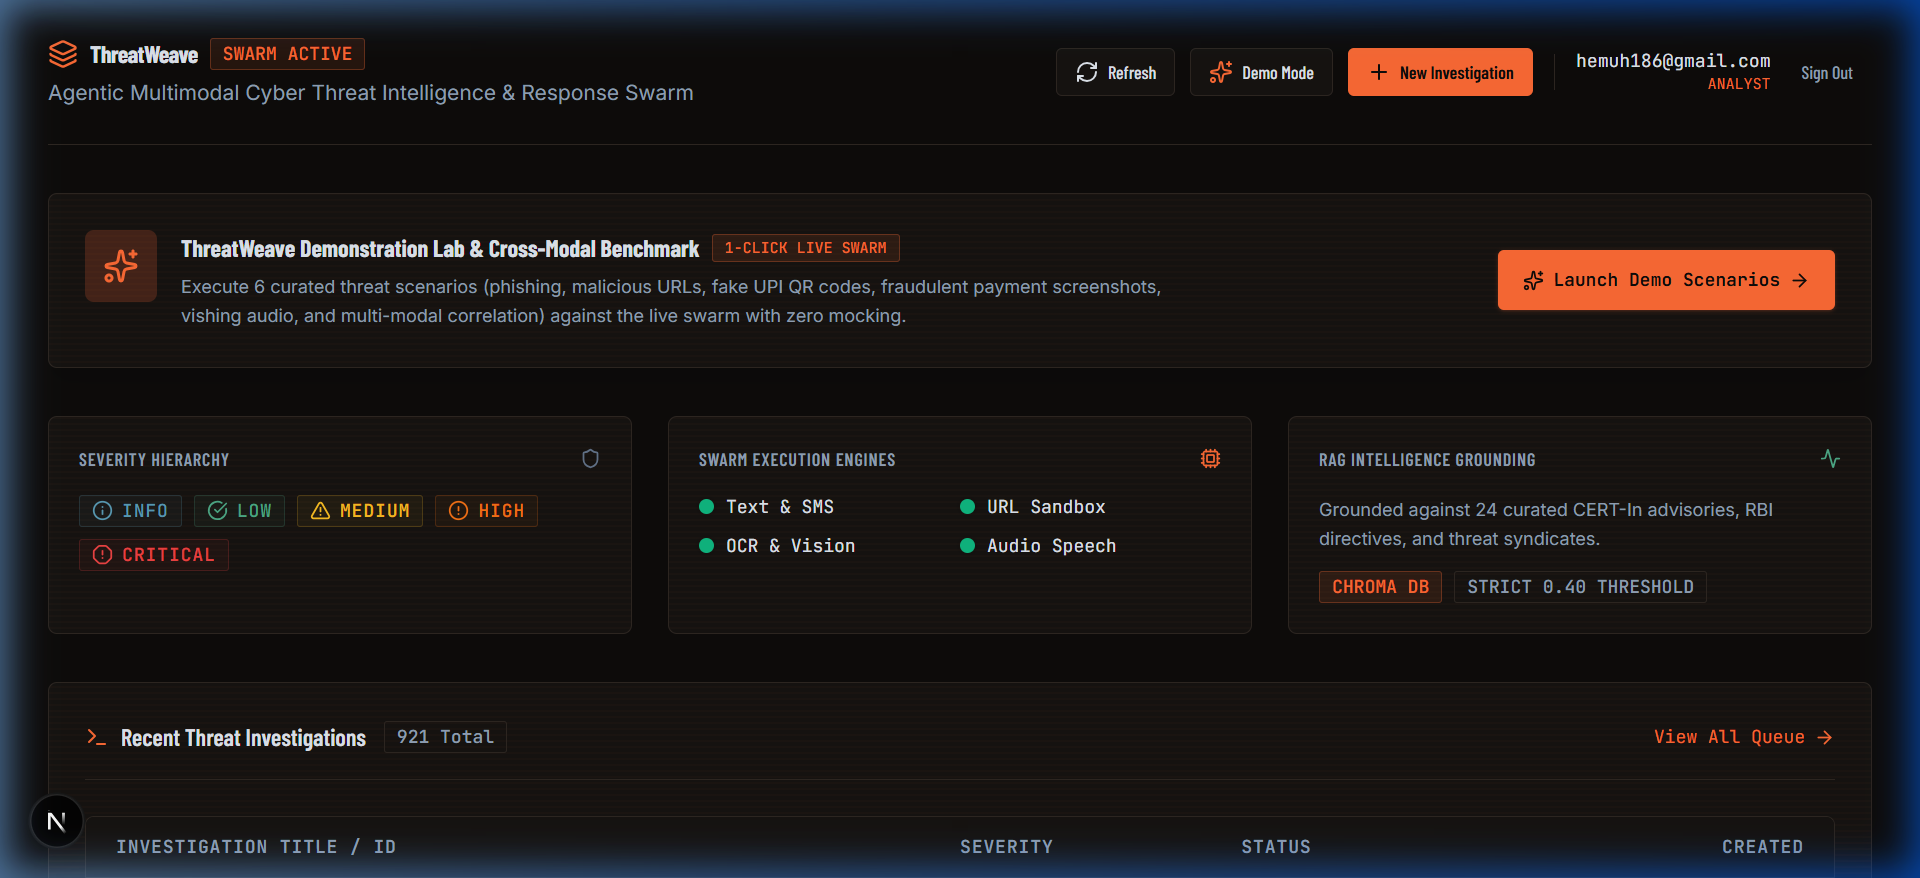 ThreatWeave SWARM ACTIVE
Agentic Multimodal Cyber Threat Intelligence & Response Swarm
Refresh
Demo Mode
New Investigation
hemuh186@gmail.com
ANALYST
Sign Out
ThreatWeave Demonstration Lab & Cross-Modal Benchmark 1-CLICK LIVE SWARM
Execute 6 curated threat scenarios (phishing, malicious URLs, fake UPI QR codes, fraudulent payment screenshots,
vishing audio, and multi-modal correlation) against the live swarm with zero mocking.
Launch Demo Scenarios →
SEVERITY HIERARCHY
INFO LOW MEDIUM HIGH
CRITICAL
SWARM EXECUTION ENGINES
Text & SMS URL Sandbox
OCR & Vision Audio Speech
RAG INTELLIGENCE GROUNDING
Grounded against 24 curated CERT-In advisories, RBI
directives, and threat syndicates.
CHROMA DB STRICT 0.40 THRESHOLD
Recent Threat Investigations 921 Total
View All Queue →
N
INVESTIGATION TITLE / ID SEVERITY STATUS CREATED